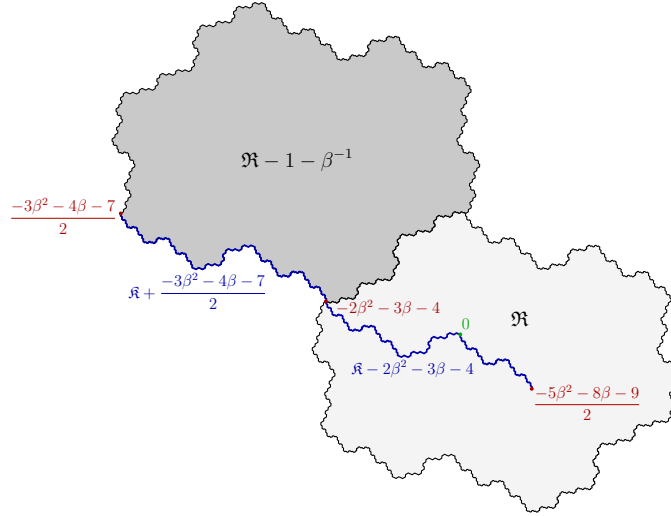 ℜ − 1 − β⁻¹
(−3β² − 4β − 7)/2
𝔎 + (−3β² − 4β − 7)/2
−2β² − 3β − 4
0
ℜ
𝔎 − 2β² − 3β − 4
(−5β² − 8β − 9)/2